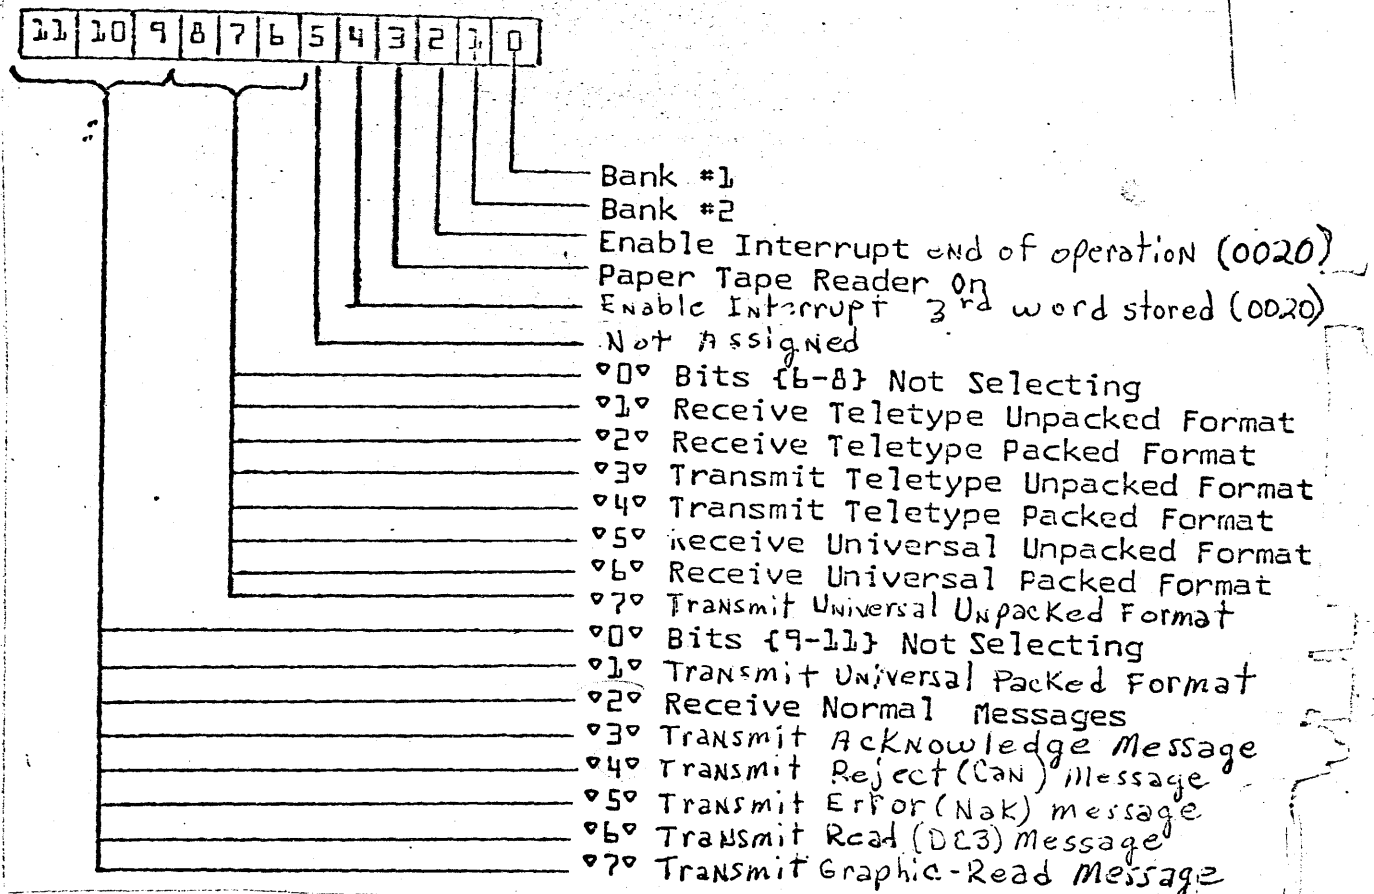 11 10 9 8 7 6 5 4 3 2 1 0
Bank #1
Bank #2
Enable Interrupt end of operation (0020)
Paper Tape Reader On
Enable Interrupt 3rd word stored (0020)
Not Assigned
"0" Bits {6-8} Not Selecting
"1" Receive Teletype Unpacked Format
"2" Receive Teletype Packed Format
"3" Transmit Teletype Unpacked Format
"4" Transmit Teletype Packed Format
"5" Receive Universal Unpacked Format
"6" Receive Universal Packed Format
"7" Transmit Universal Unpacked Format
"0" Bits {9-11} Not Selecting
"1" Transmit Universal Packed Format
"2" Receive Normal Messages
"3" Transmit Acknowledge Message
"4" Transmit Reject (CaN) Message
"5" Transmit Error (Nak) message
"6" Transmit Read (DC3) Message
"7" Transmit Graphic-Read Message